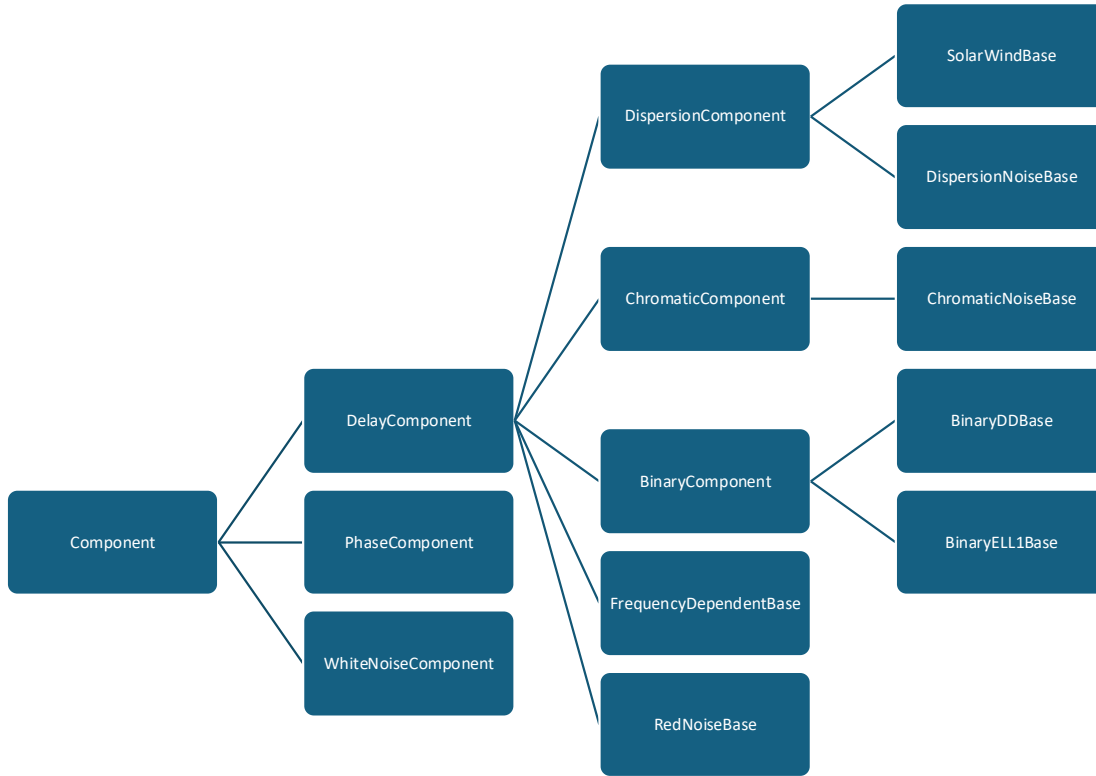 Component
DelayComponent
PhaseComponent
WhiteNoiseComponent
DispersionComponent
ChromaticComponent
BinaryComponent
FrequencyDependentBase
RedNoiseBase
SolarWindBase
DispersionNoiseBase
ChromaticNoiseBase
BinaryDDBase
BinaryELL1Base